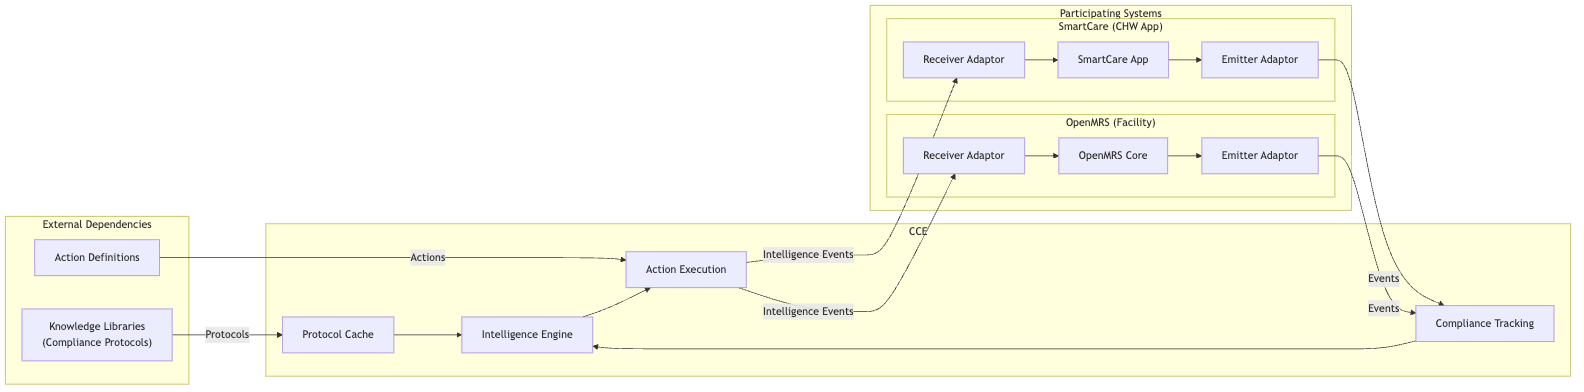 Participating Systems
SmartCare (CHW App)
Receiver Adaptor
SmartCare App
Emitter Adaptor
OpenMRS (Facility)
Receiver Adaptor
OpenMRS Core
Emitter Adaptor
External Dependencies
Action Definitions
Knowledge Libraries
(Compliance Protocols)
CCE
Actions
Action Execution
Intelligence Events
Intelligence Events
Protocols
Protocol Cache
Intelligence Engine
Events
Events
Compliance Tracking